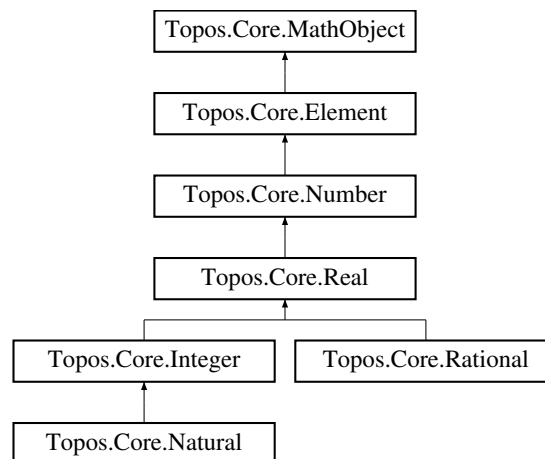 Topos.Core.MathObject
Topos.Core.Element
Topos.Core.Number
Topos.Core.Real
Topos.Core.Integer
Topos.Core.Rational
Topos.Core.Natural